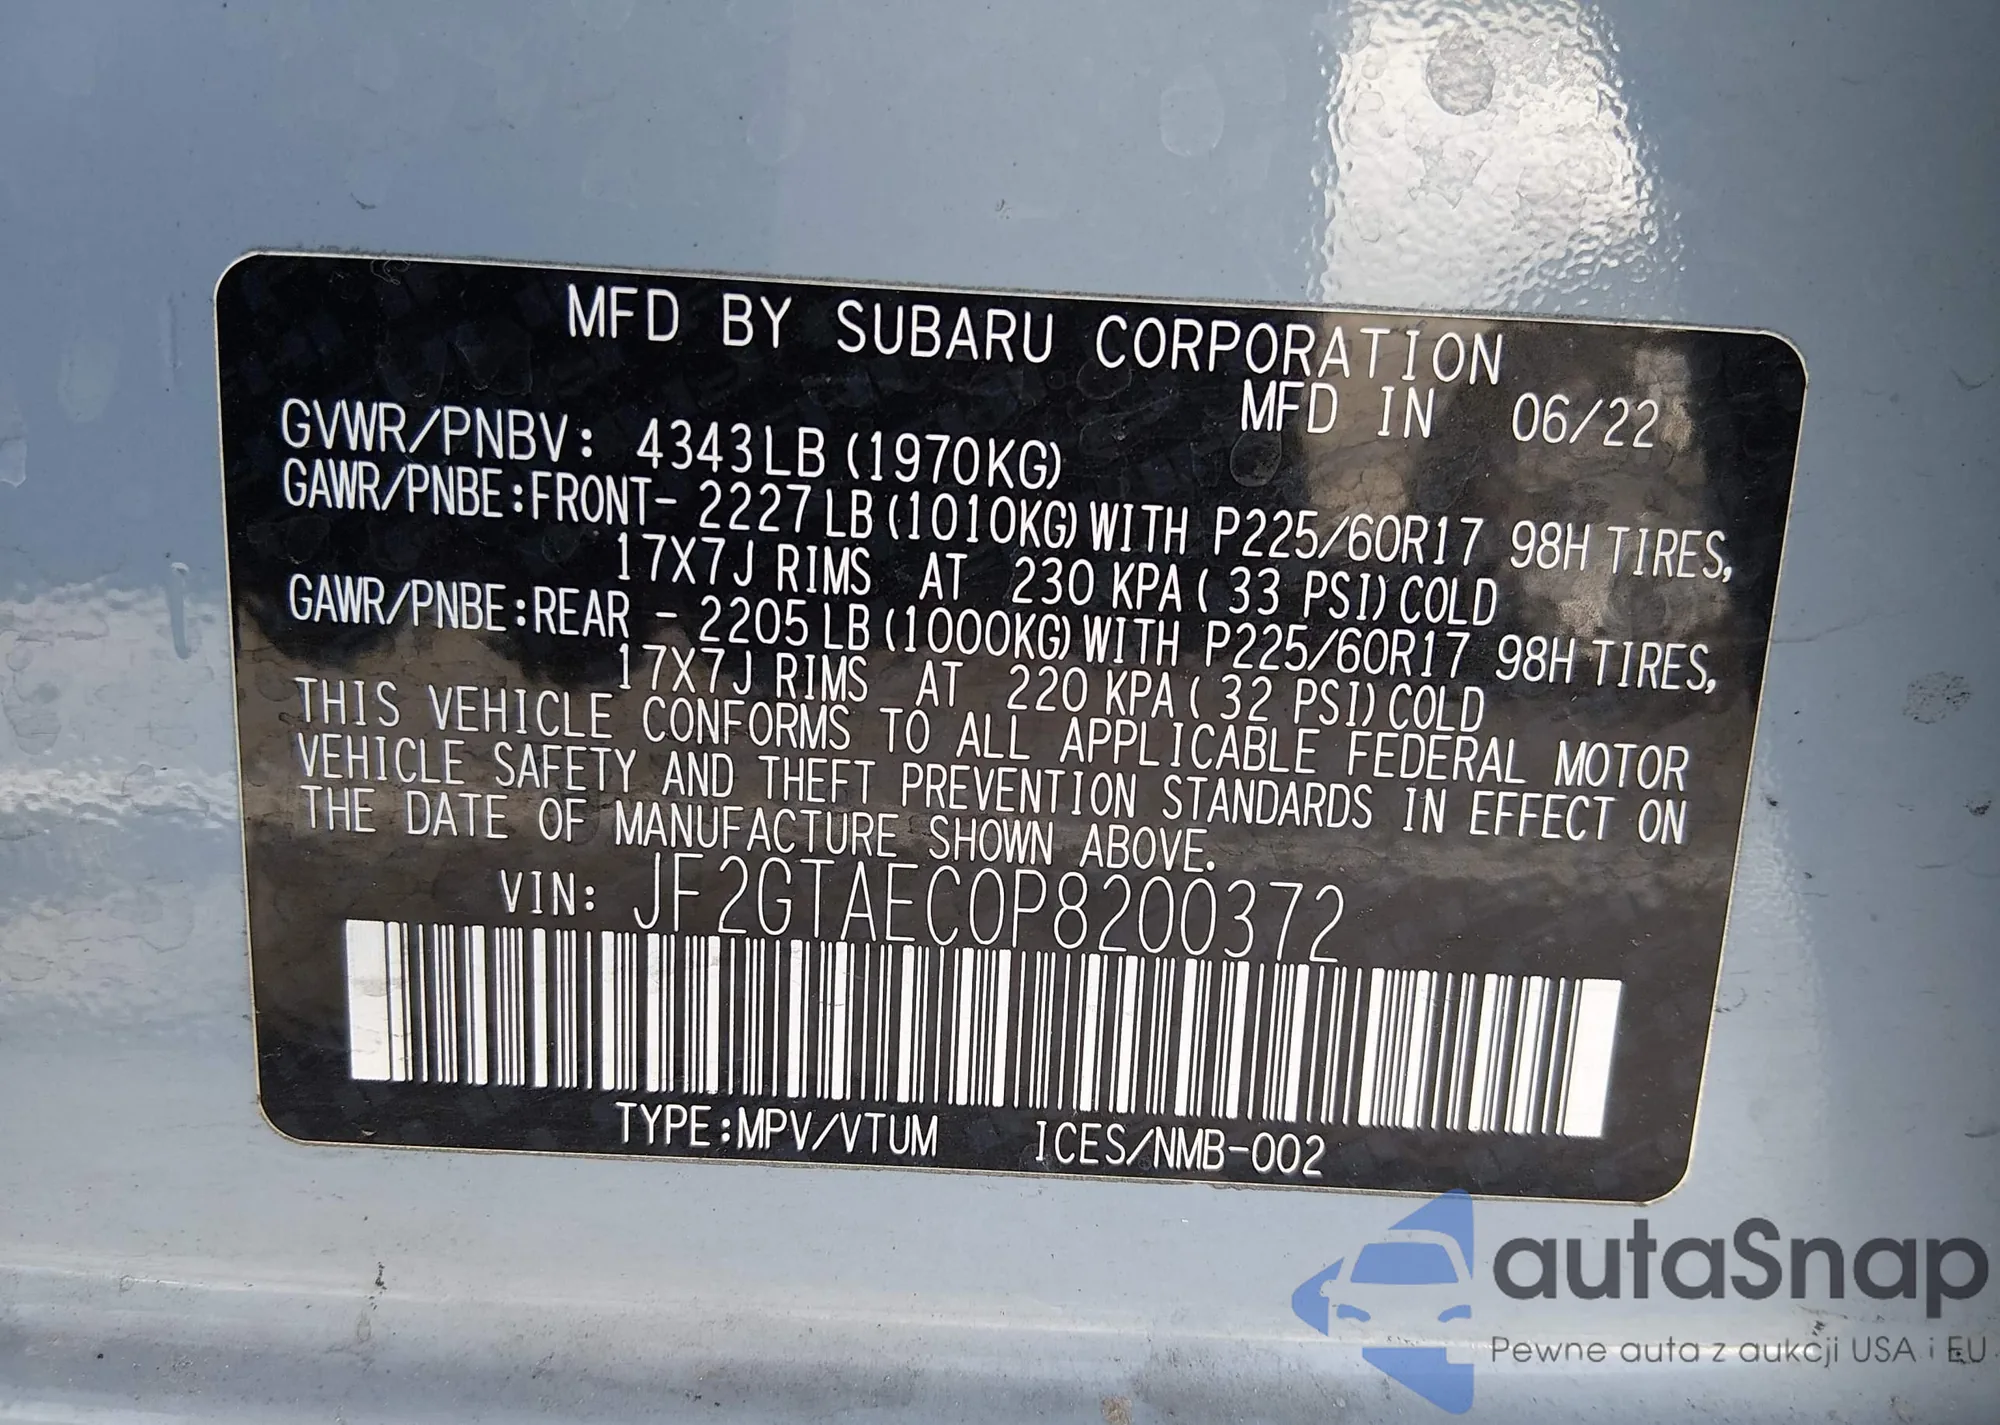 MFD BY SUBARU CORPORATION
MFD IN 06/22
GVWR/PNBV: 4343LB (1970KG)
GAWR/PNBE:FRONT- 2227LB (1010KG) WITH P225/60R17 98H TIRES,
17X7J RIMS AT 230 KPA ( 33 PSI) COLD
GAWR/PNBE:REAR - 2205LB (1000KG) WITH P225/60R17 98H TIRES,
17X7J RIMS AT 220 KPA ( 32 PSI) COLD
THIS VEHICLE CONFORMS TO ALL APPLICABLE FEDERAL MOTOR
VEHICLE SAFETY AND THEFT PREVENTION STANDARDS IN EFFECT ON
THE DATE OF MANUFACTURE SHOWN ABOVE.
VIN: JF2GTAEC0P8200372
TYPE:MPV/VTUM ICES/NMB-002
autaSnap
Pewne auta z aukcji USA i EU